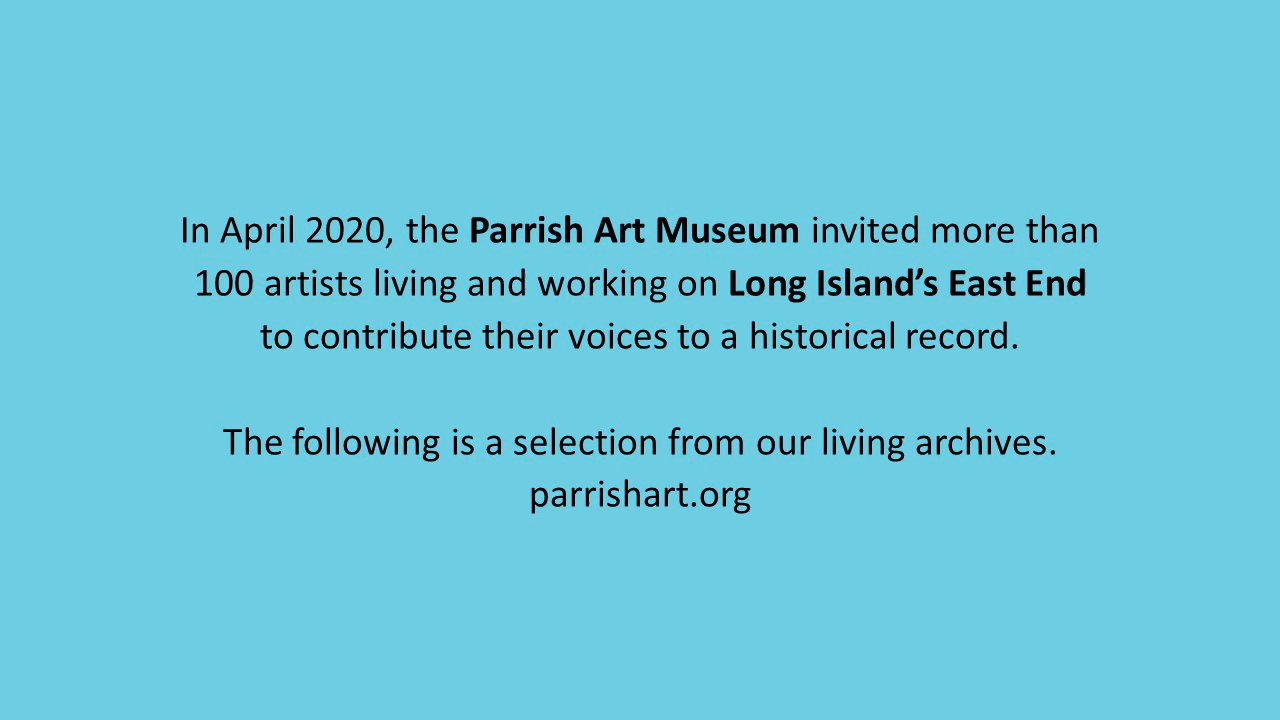 In April 2020, the Parrish Art Museum invited more than
100 artists living and working on Long Island’s East End
to contribute their voices to a historical record.
The following is a selection from our living archives.
parrishart.org